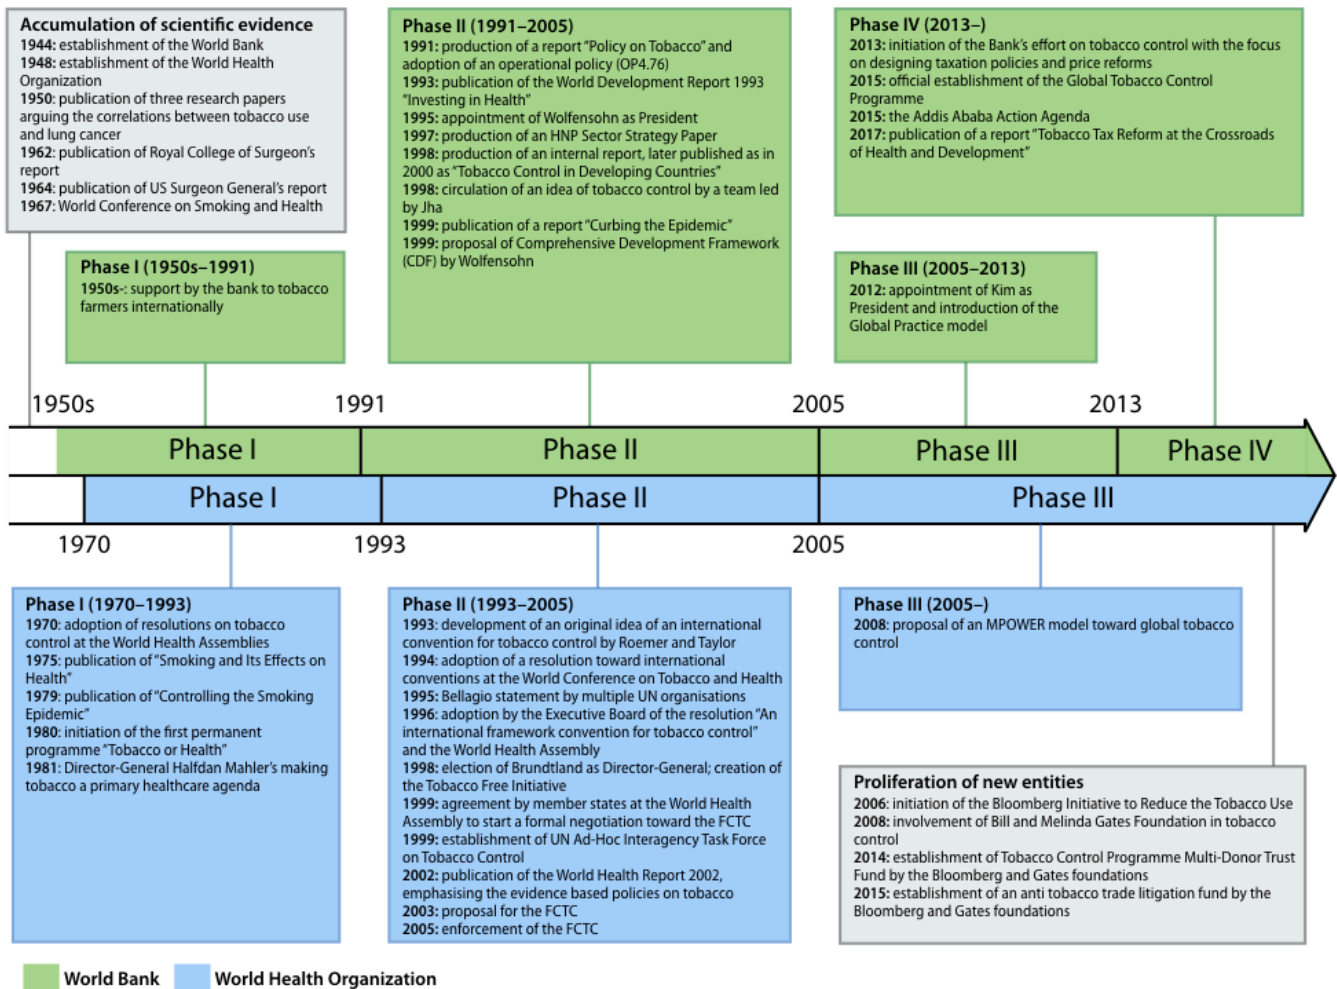 Accumulation of scientific evidence
1944: establishment of the World Bank
1948: establishment of the World Health
Organization
1950: publication of three research papers
arguing the correlations between tobacco use
and lung cancer
1962: publication of Royal College of Surgeon's
report
1964: publication of US Surgeon General's report
1967: World Conference on Smoking and Health
Phase I (1950s–1991)
1950s-: support by the bank to tobacco
farmers internationally
Phase II (1991–2005)
1991: production of a report "Policy on Tobacco" and
adoption of an operational policy (OP4.76)
1993: publication of the World Development Report 1993
"Investing in Health"
1995: appointment of Wolfensohn as President
1997: production of an HNP Sector Strategy Paper
1998: production of an internal report, later published as in
2000 as "Tobacco Control in Developing Countries"
1998: circulation of an idea of tobacco control by a team led
by Jha
1999: publication of a report "Curbing the Epidemic"
1999: proposal of Comprehensive Development Framework
(CDF) by Wolfensohn
Phase IV (2013–)
2013: initiation of the Bank's effort on tobacco control with the focus
on designing taxation policies and price reforms
2015: official establishment of the Global Tobacco Control
Programme
2015: the Addis Ababa Action Agenda
2017: publication of a report "Tobacco Tax Reform at the Crossroads
of Health and Development"
Phase III (2005–2013)
2012: appointment of Kim as
President and introduction of the
Global Practice model
1950s 1991 2005 2013
Phase I Phase II Phase III Phase IV
Phase I Phase II Phase III
1970 1993 2005
Phase I (1970–1993)
1970: adoption of resolutions on tobacco
control at the World Health Assemblies
1975: publication of "Smoking and Its Effects on
Health"
1979: publication of "Controlling the Smoking
Epidemic"
1980: initiation of the first permanent
programme "Tobacco or Health"
1981: Director-General Halfdan Mahler's making
tobacco a primary healthcare agenda
Phase II (1993–2005)
1993: development of an original idea of an international
convention for tobacco control by Roemer and Taylor
1994: adoption of a resolution toward international
conventions at the World Conference on Tobacco and Health
1995: Bellagio statement by multiple UN organisations
1996: adoption by the Executive Board of the resolution "An
international framework convention for tobacco control"
and the World Health Assembly
1998: election of Brundtland as Director-General; creation of
the Tobacco Free Initiative
1999: agreement by member states at the World Health
Assembly to start a formal negotiation toward the FCTC
1999: establishment of UN Ad-Hoc Interagency Task Force
on Tobacco Control
2002: publication of the World Health Report 2002,
emphasising the evidence based policies on tobacco
2003: proposal for the FCTC
2005: enforcement of the FCTC
Phase III (2005–)
2008: proposal of an MPOWER model toward global tobacco
control
Proliferation of new entities
2006: initiation of the Bloomberg Initiative to Reduce the Tobacco Use
2008: involvement of Bill and Melinda Gates Foundation in tobacco
control
2014: establishment of Tobacco Control Programme Multi-Donor Trust
Fund by the Bloomberg and Gates foundations
2015: establishment of an anti tobacco trade litigation fund by the
Bloomberg and Gates foundations
World Bank World Health Organization